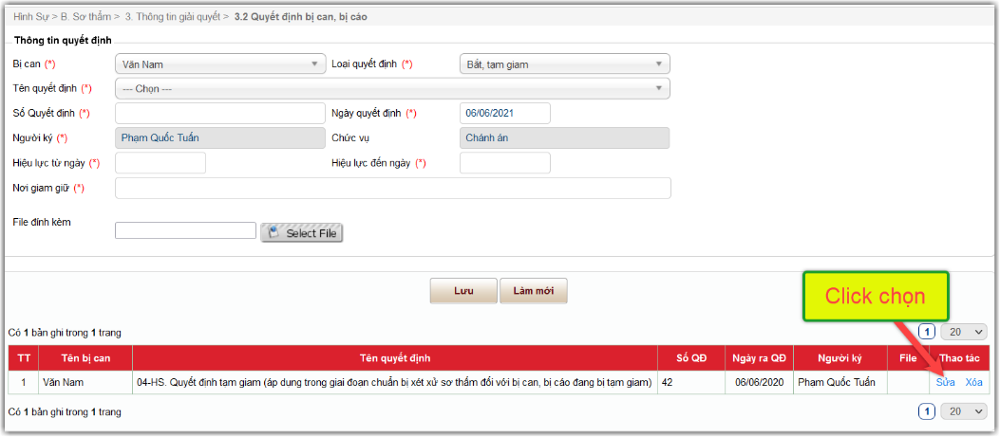 Hình Sự > B. Sơ thẩm > 3. Thông tin giải quyết > 3.2 Quyết định bị can, bị cáo
Thông tin quyết định
Bị can (*) Văn Nam Loại quyết định (*) Bắt, tạm giam
Tên quyết định (*) --- Chọn ---
Số Quyết định (*) Ngày quyết định (*) 06/06/2021
Người ký (*) Phạm Quốc Tuấn Chức vụ Chánh án
Hiệu lực từ ngày (*) Hiệu lực đến ngày (*)
Nơi giam giữ (*)
File đính kèm Select File
Lưu Làm mới
Click chọn
Có 1 bản ghi trong 1 trang 1 20
TT Tên bị can Tên quyết định Số QĐ Ngày ra QĐ Người ký File Thao tác
1 Văn Nam 04-HS. Quyết định tạm giam (áp dụng trong giai đoạn chuẩn bị xét xử sơ thẩm đối với bị can, bị cáo đang bị tạm giam) 42 06/06/2020 Phạm Quốc Tuấn Sửa Xóa
Có 1 bản ghi trong 1 trang 1 20